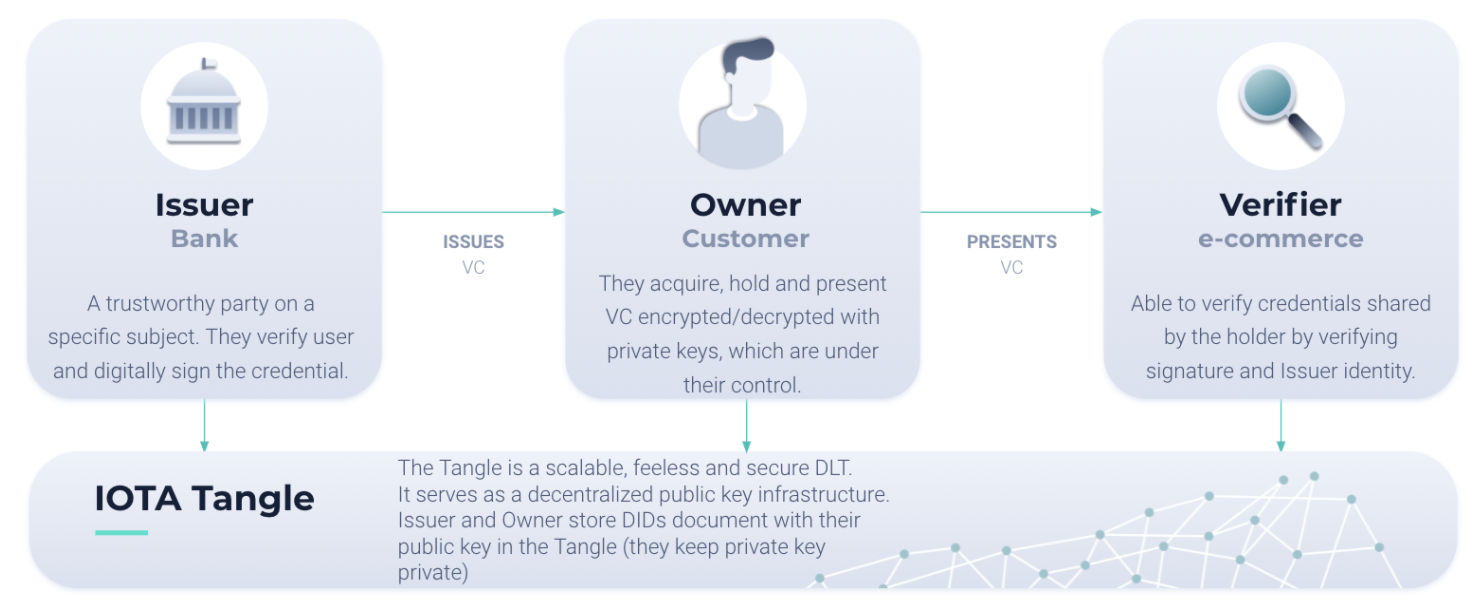 Issuer
Bank
A trustworthy party on a
specific subject. They verify user
and digitally sign the credential.
ISSUES
VC
Owner
Customer
They acquire, hold and present
VC encrypted/decrypted with
private keys, which are under
their control.
PRESENTS
VC
Verifier
e-commerce
Able to verify credentials shared
by the holder by verifying
signature and Issuer identity.
IOTA Tangle
The Tangle is a scalable, feeless and secure DLT.
It serves as a decentralized public key infrastructure.
Issuer and Owner store DIDs document with their
public key in the Tangle (they keep private key
private)